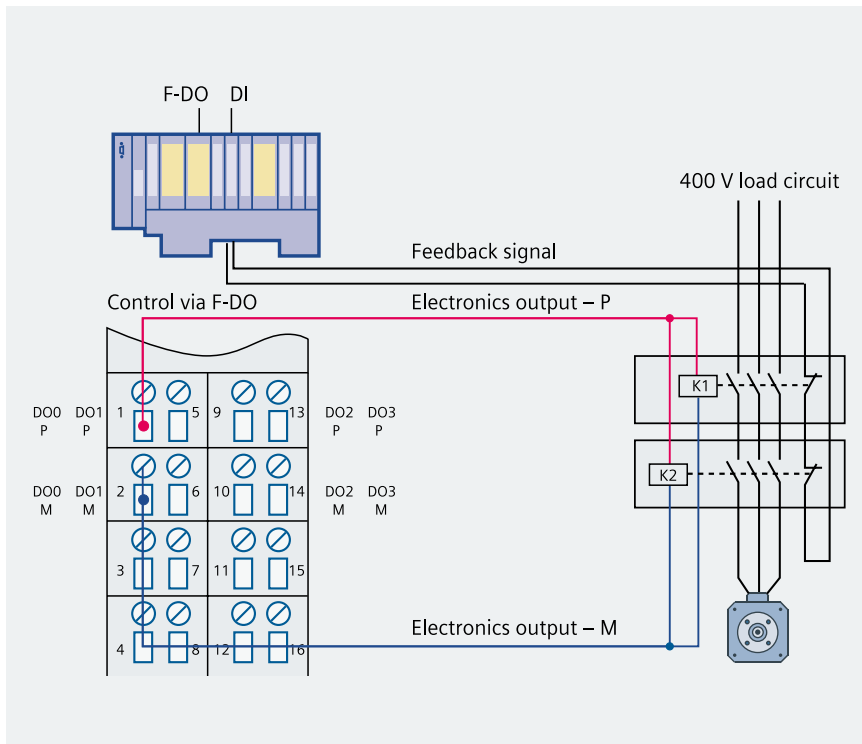 F-DO DI
400 V load circuit
Feedback signal
Control via F-DO
Electronics output – P
K1
DO0 DO1 1 5 9 13 DO2 DO3
P P P P
K2
DO0 DO1 2 6 10 14 DO2 DO3
M M M M
3 7 11 15
Electronics output – M
4 8 12 16